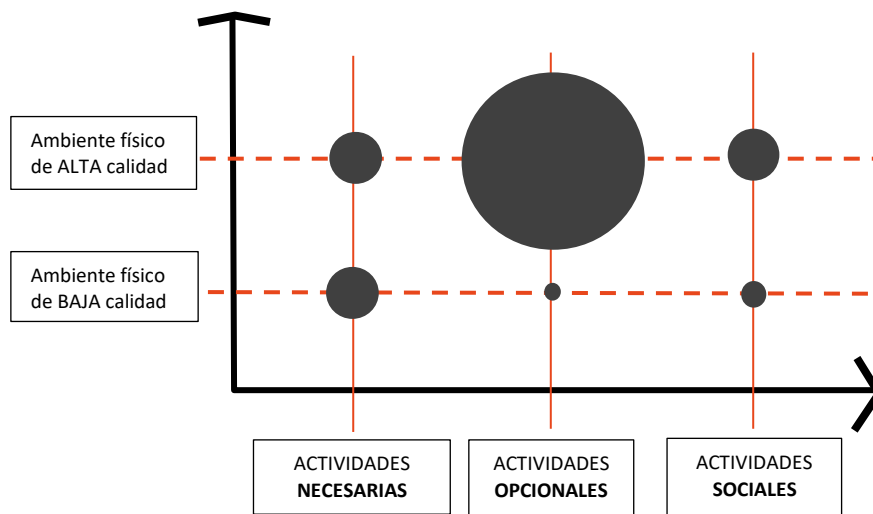 Ambiente físico
de ALTA calidad
Ambiente físico
de BAJA calidad
ACTIVIDADES
NECESARIAS
ACTIVIDADES
OPCIONALES
ACTIVIDADES
SOCIALES